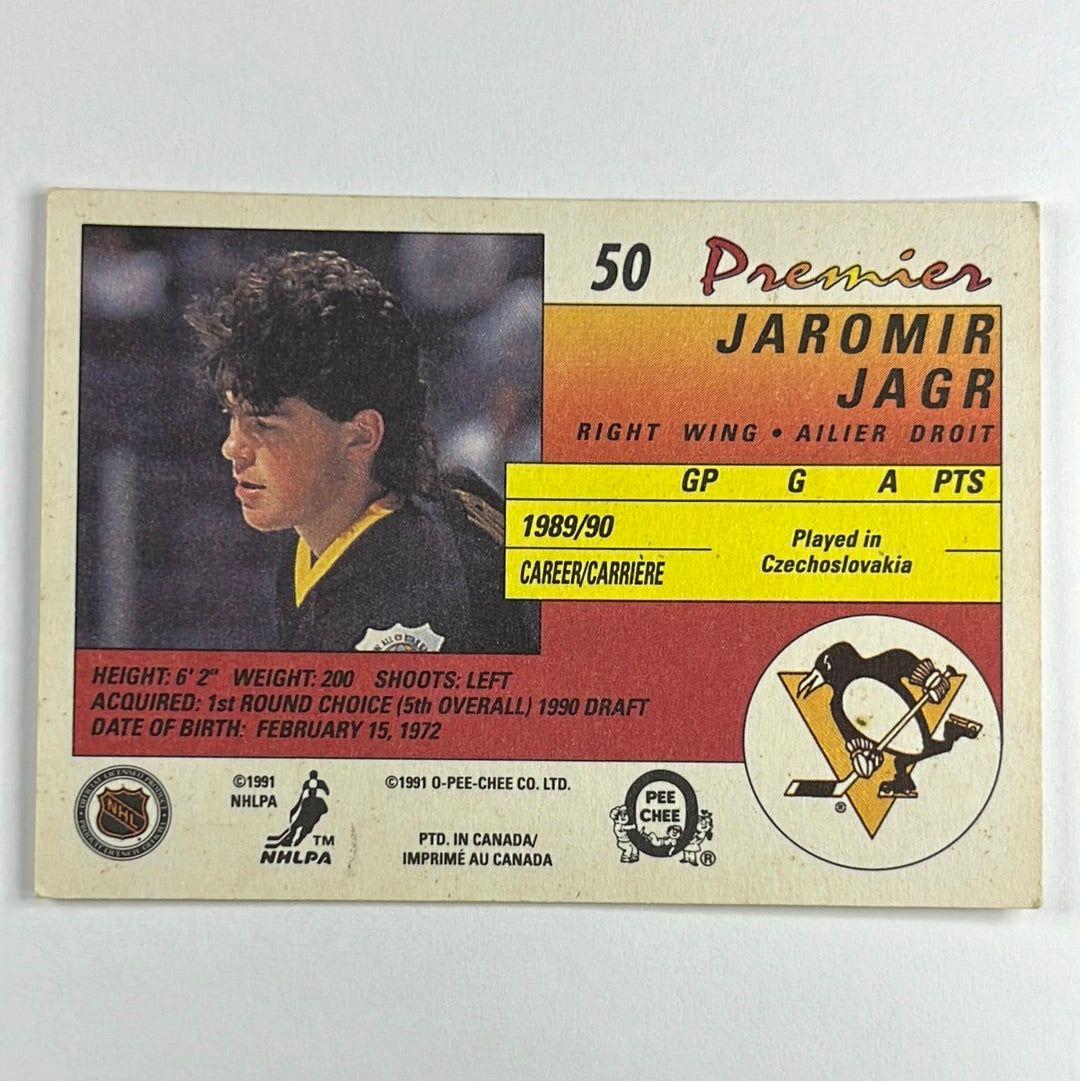 50 Premier
JAROMIR
JAGR
RIGHT WING • AILIER DROIT
GP G A PTS
1989/90
Played in
Czechoslovakia
CAREER/CARRIÈRE
HEIGHT: 6' 2" WEIGHT: 200 SHOOTS: LEFT
ACQUIRED: 1st ROUND CHOICE (5th OVERALL) 1990 DRAFT
DATE OF BIRTH: FEBRUARY 15, 1972
NHL
©1991
NHLPA
TM
NHLPA
©1991 O-PEE-CHEE CO. LTD.
PTD. IN CANADA/
IMPRIMÉ AU CANADA
O
PEE
CHEE
®
®